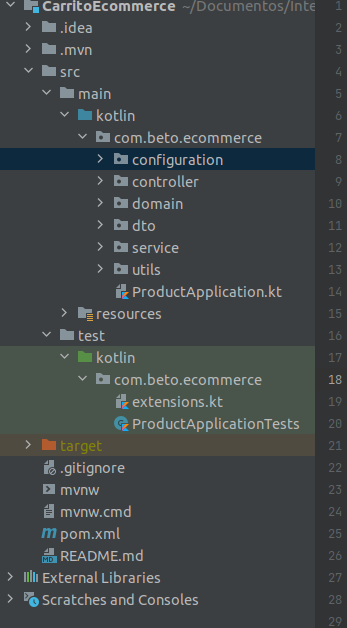 CarritoEcommerce ~/Documentos/Inte 1
.idea 2
.mvn 3
src 4
main 5
kotlin 6
com.beto.ecommerce 7
configuration 8
controller 9
domain 10
dto 11
service 12
utils 13
ProductApplication.kt 14
resources 15
test 16
kotlin 17
com.beto.ecommerce 18
extensions.kt 19
ProductApplicationTests 20
target 21
.gitignore 22
mvnw 23
mvnw.cmd 24
pom.xml 25
README.md 26
External Libraries 27
Scratches and Consoles 28
29